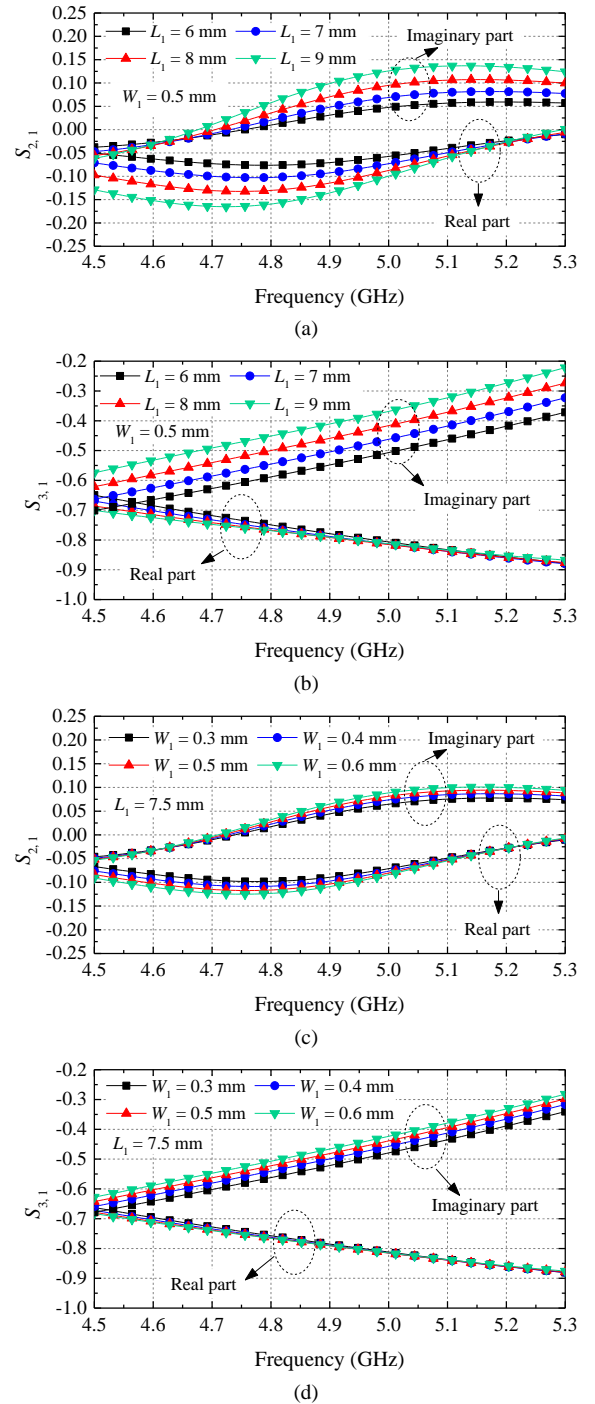 0.25
0.20
0.15
0.10
0.05
0.00
-0.05
-0.10
-0.15
-0.20
0.25
L1 = 6 mm L1 = 7 mm
L1 = 8 mm L1 = 9 mm
W1 = 0.5 mm
Imaginary part
Real part
S2, 1
4.5 4.6 4.7 4.8 4.9 5.0 5.1 5.2 5.3
Frequency (GHz)
(a)
-0.2
-0.3
-0.4
-0.5
-0.6
-0.7
-0.8
-0.9
-1.0
L1 = 6 mm L1 = 7 mm
L1 = 8 mm L1 = 9 mm
W1 = 0.5 mm
Imaginary part
Real part
S3, 1
4.5 4.6 4.7 4.8 4.9 5.0 5.1 5.2 5.3
Frequency (GHz)
(b)
0.25
0.20
0.15
0.10
0.05
0.00
-0.05
-0.10
-0.15
-0.20
-0.25
W1 = 0.3 mm W1 = 0.4 mm
W1 = 0.5 mm W1 = 0.6 mm
L1 = 7.5 mm
Imaginary part
Real part
S2, 1
4.5 4.6 4.7 4.8 4.9 5.0 5.1 5.2 5.3
Frequency (GHz)
(c)
-0.2
-0.3
-0.4
-0.5
-0.6
-0.7
-0.8
-0.9
-1.0
W1 = 0.3 mm W1 = 0.4 mm
W1 = 0.5 mm W1 = 0.6 mm
L1 = 7.5 mm
Imaginary part
Real part
S3, 1
4.5 4.6 4.7 4.8 4.9 5.0 5.1 5.2 5.3
Frequency (GHz)
(d)